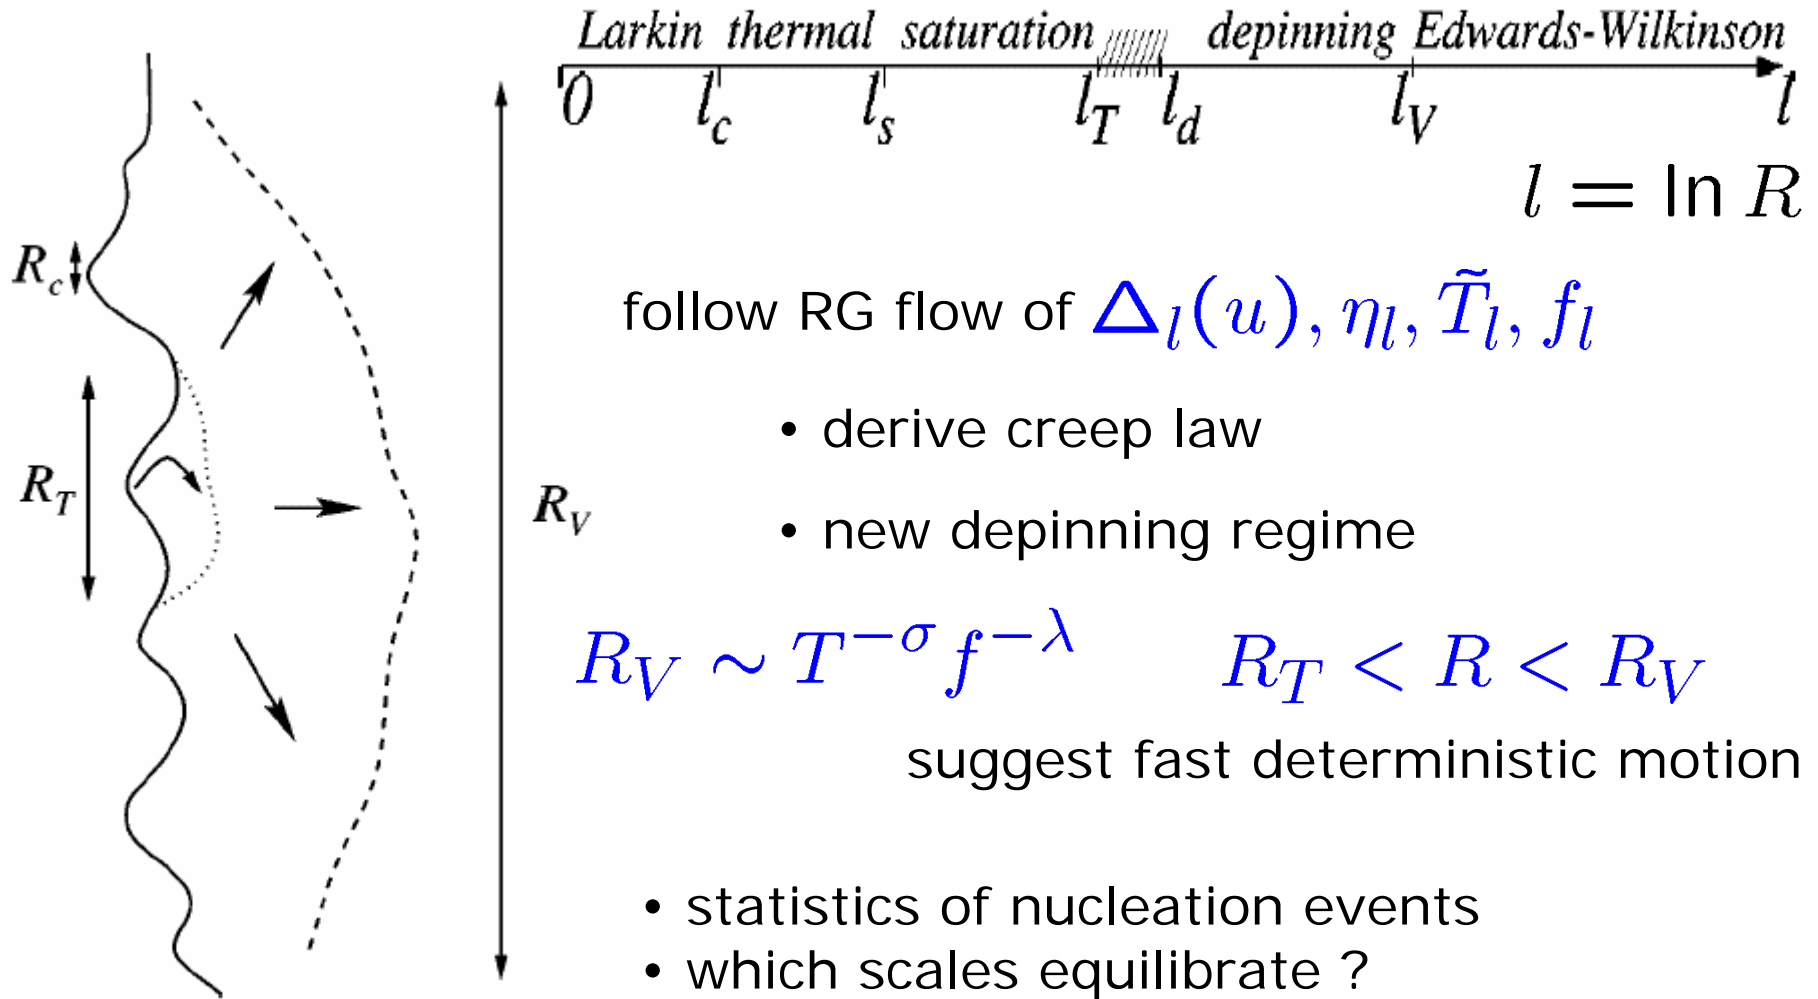 Larkin thermal saturation depinning Edwards-Wilkinson
0 l_c l_s l_T l_d l_V l
l = ln R
R_c
follow RG flow of Δ_l(u), η_l, T̃_l, f_l
• derive creep law
R_T
R_V
• new depinning regime
R_V ∼ T^{−σ} f^{−λ} R_T < R < R_V
suggest fast deterministic motion
• statistics of nucleation events
• which scales equilibrate ?